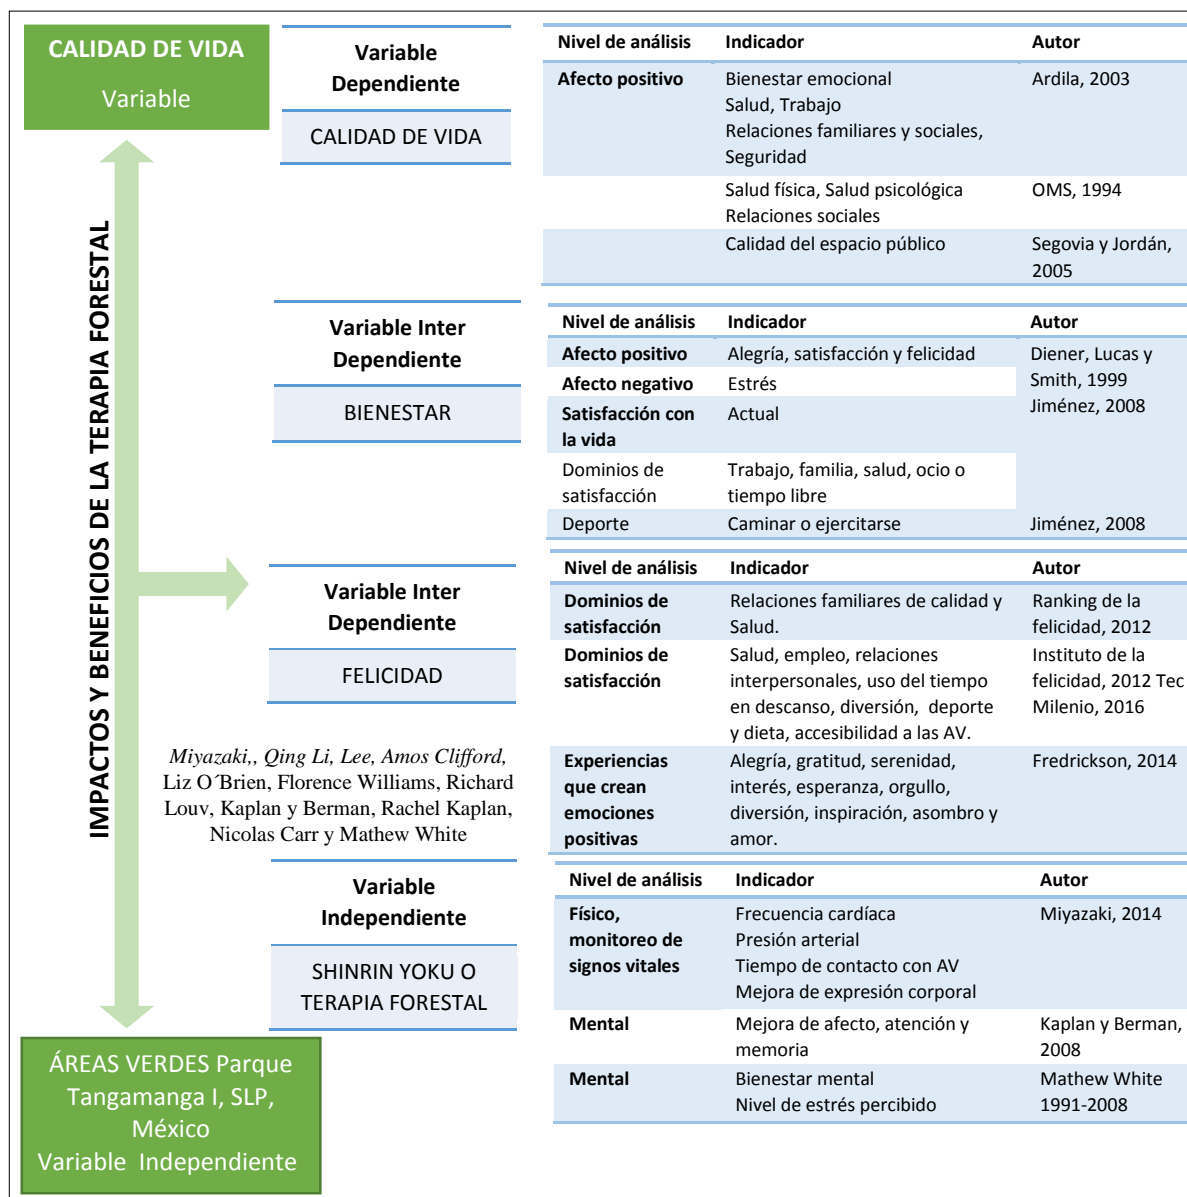 CALIDAD DE VIDA
Variable
IMPACTOS Y BENEFICIOS DE LA TERAPIA FORESTAL
Variable
Dependiente
CALIDAD DE VIDA
Nivel de análisis Indicador Autor
Afecto positivo Bienestar emocional Ardila, 2003
Salud, Trabajo
Relaciones familiares y sociales,
Seguridad
Salud física, Salud psicológica OMS, 1994
Relaciones sociales
Calidad del espacio público Segovia y Jordán,
2005
Variable Inter
Dependiente
BIENESTAR
Nivel de análisis Indicador Autor
Afecto positivo Alegría, satisfacción y felicidad Diener, Lucas y
Afecto negativo Estrés Smith, 1999
Satisfacción con Actual Jiménez, 2008
la vida
Dominios de Trabajo, familia, salud, ocio o
satisfacción tiempo libre
Deporte Caminar o ejercitarse Jiménez, 2008
Variable Inter
Dependiente
FELICIDAD
Nivel de análisis Indicador Autor
Dominios de Relaciones familiares de calidad y Ranking de la
satisfacción Salud. felicidad, 2012
Dominios de Salud, empleo, relaciones Instituto de la
satisfacción interpersonales, uso del tiempo felicidad, 2012 Tec
en descanso, diversión, deporte Milenio, 2016
y dieta, accesibilidad a las AV.
Experiencias Alegría, gratitud, serenidad, Fredrickson, 2014
que crean interés, esperanza, orgullo,
emociones diversión, inspiración, asombro y
positivas amor.
Miyazaki,, Qing Li, Lee, Amos Clifford,
Liz O´Brien, Florence Williams, Richard
Louv, Kaplan y Berman, Rachel Kaplan,
Nicolas Carr y Mathew White
Variable
Independiente
SHINRIN YOKU O
TERAPIA FORESTAL
Nivel de análisis Indicador Autor
Físico, Frecuencia cardíaca Miyazaki, 2014
monitoreo de Presión arterial
signos vitales Tiempo de contacto con AV
Mejora de expresión corporal
Mental Mejora de afecto, atención y Kaplan y Berman,
memoria 2008
Mental Bienestar mental Mathew White
Nivel de estrés percibido 1991-2008
ÁREAS VERDES Parque
Tangamanga I, SLP,
México
Variable Independiente